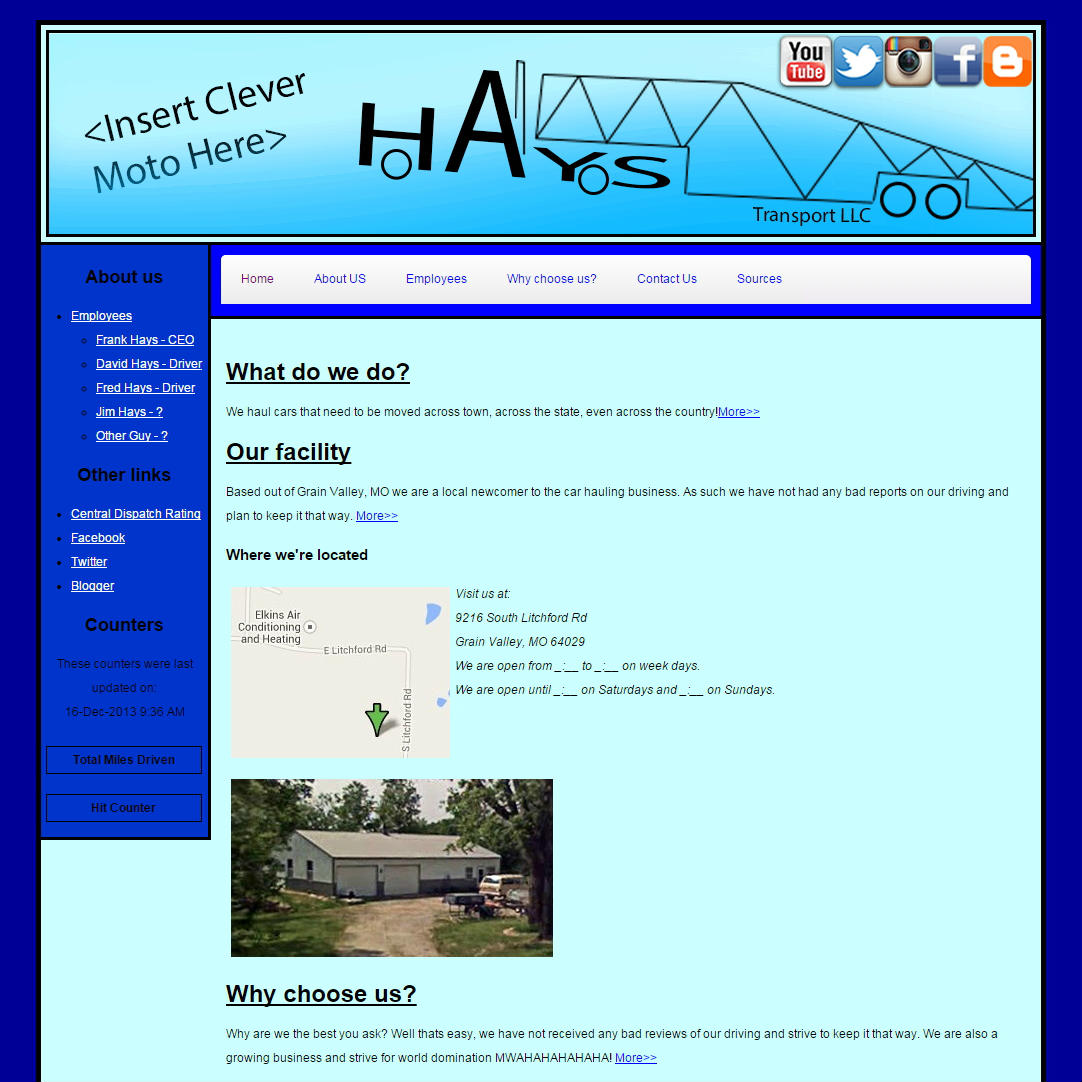 <Insert Clever
Moto Here>
HAYS
Transport LLC
You
Tube
f
B
About us
Employees
Frank Hays - CEO
David Hays - Driver
Fred Hays - Driver
Jim Hays - ?
Other Guy - ?
Other links
Central Dispatch Rating
Facebook
Twitter
Blogger
Counters
These counters were last
updated on:
16-Dec-2013 9:36 AM
Total Miles Driven
Hit Counter
Home About US Employees Why choose us? Contact Us Sources
What do we do?
We haul cars that need to be moved across town, across the state, even across the country!More>>
Our facility
Based out of Grain Valley, MO we are a local newcomer to the car hauling business. As such we have not had any bad reports on our driving and
plan to keep it that way. More>>
Where we're located
Elkins Air
Conditioning
and Heating
E Litchford Rd
S Litchford Rd
Visit us at:
9216 South Litchford Rd
Grain Valley, MO 64029
We are open from _:__ to _:__ on week days.
We are open until _:__ on Saturdays and _:__ on Sundays.
Why choose us?
Why are we the best you ask? Well thats easy, we have not received any bad reviews of our driving and strive to keep it that way. We are also a
growing business and strive for world domination MWAHAHAHAHAHA! More>>